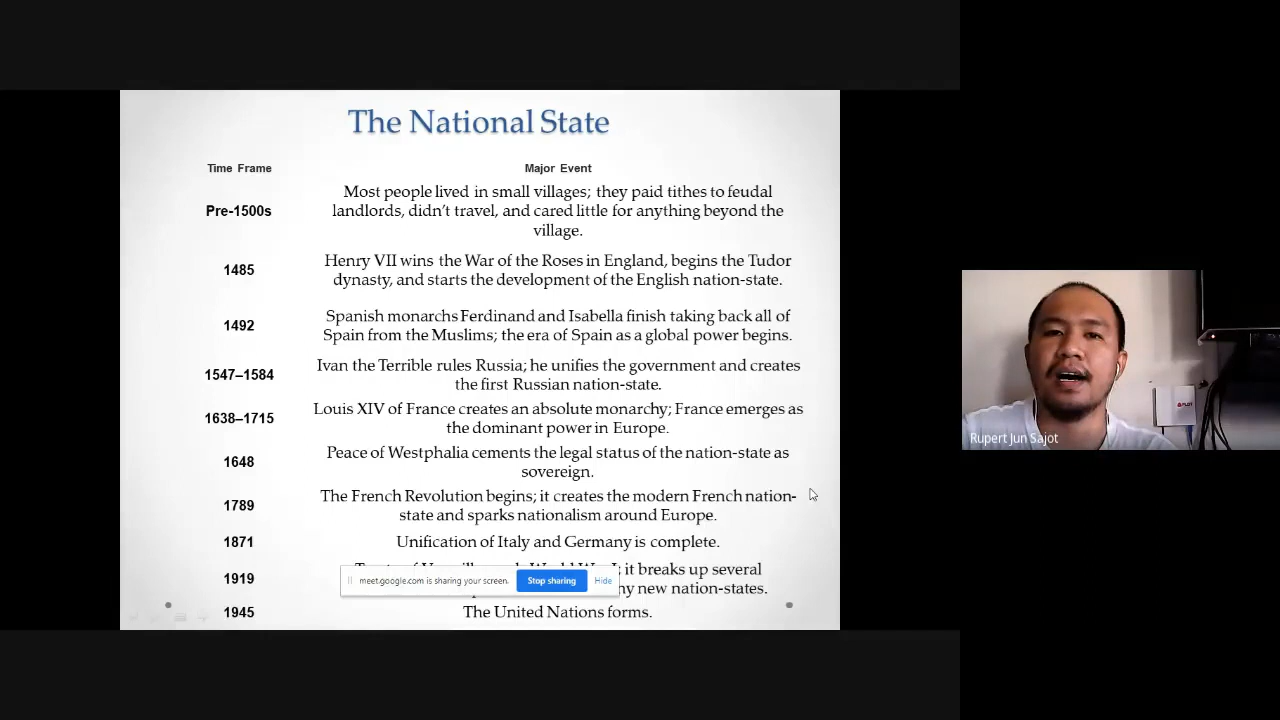 The National State
Time Frame Major Event
Most people lived in small villages; they paid tithes to feudal
Pre-1500s landlords, didn't travel, and cared little for anything beyond the
village.
1485 Henry VII wins the War of the Roses in England, begins the Tudor
dynasty, and starts the development of the English nation-state.
1492 Spanish monarchs Ferdinand and Isabella finish taking back all of
Spain from the Muslims; the era of Spain as a global power begins.
1547–1584 Ivan the Terrible rules Russia; he unifies the government and creates
the first Russian nation-state.
1638–1715 Louis XIV of France creates an absolute monarchy; France emerges as
the dominant power in Europe.
1648 Peace of Westphalia cements the legal status of the nation-state as
sovereign.
1789 The French Revolution begins; it creates the modern French nation-
state and sparks nationalism around Europe.
1871 Unification of Italy and Germany is complete.
1919 it breaks up several
new nation-states.
meet.google.com is sharing your screen. Stop sharing Hide
1945 The United Nations forms.
Rupert Jun Sajot